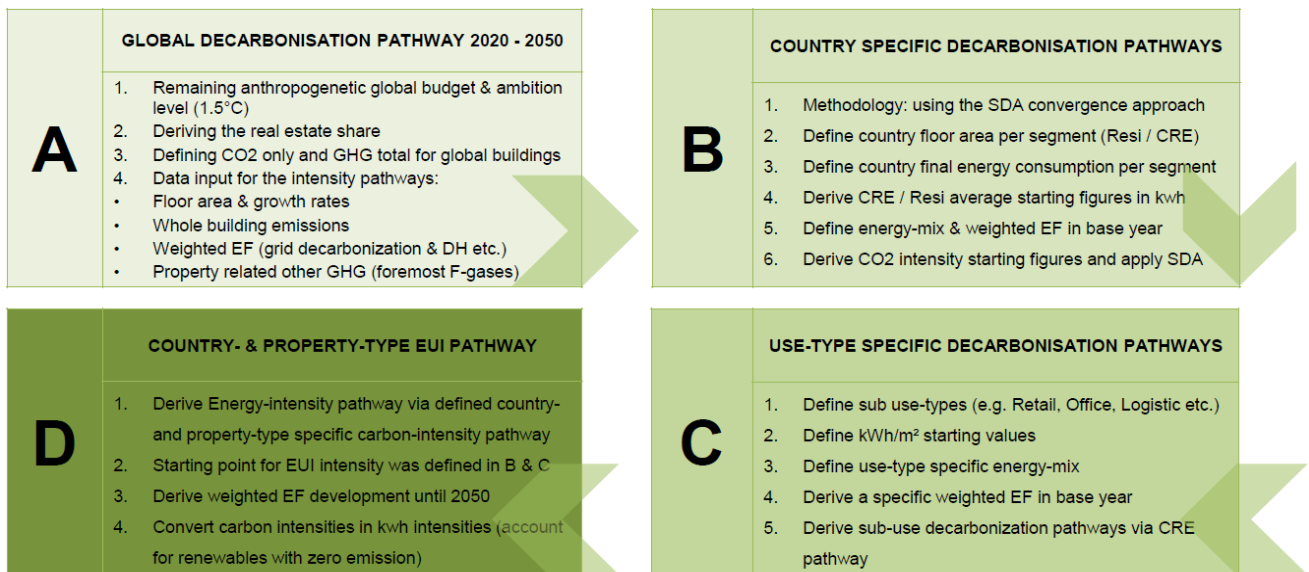 A
GLOBAL DECARBONISATION PATHWAY 2020 - 2050
1. Remaining anthropogenetic global budget & ambition
level (1.5°C)
2. Deriving the real estate share
3. Defining CO2 only and GHG total for global buildings
4. Data input for the intensity pathways:
• Floor area & growth rates
• Whole building emissions
• Weighted EF (grid decarbonization & DH etc.)
• Property related other GHG (foremost F-gases)
B
COUNTRY SPECIFIC DECARBONISATION PATHWAYS
1. Methodology: using the SDA convergence approach
2. Define country floor area per segment (Resi / CRE)
3. Define country final energy consumption per segment
4. Derive CRE / Resi average starting figures in kwh
5. Define energy-mix & weighted EF in base year
6. Derive CO2 intensity starting figures and apply SDA
D
COUNTRY- & PROPERTY-TYPE EUI PATHWAY
1. Derive Energy-intensity pathway via defined country-
and property-type specific carbon-intensity pathway
2. Starting point for EUI intensity was defined in B & C
3. Derive weighted EF development until 2050
4. Convert carbon intensities in kwh intensities (account
for renewables with zero emission)
C
USE-TYPE SPECIFIC DECARBONISATION PATHWAYS
1. Define sub use-types (e.g. Retail, Office, Logistic etc.)
2. Define kWh/m² starting values
3. Define use-type specific energy-mix
4. Derive a specific weighted EF in base year
5. Derive sub-use decarbonization pathways via CRE
pathway